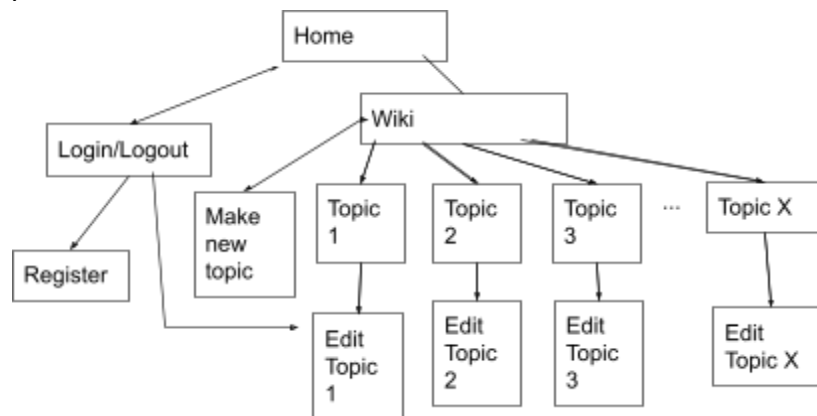 Home
Wiki
Login/Logout
Make
new
topic
Topic
1
Topic
2
Topic
3
...
Topic X
Register
Edit
Topic
1
Edit
Topic
2
Edit
Topic
3
Edit
Topic X